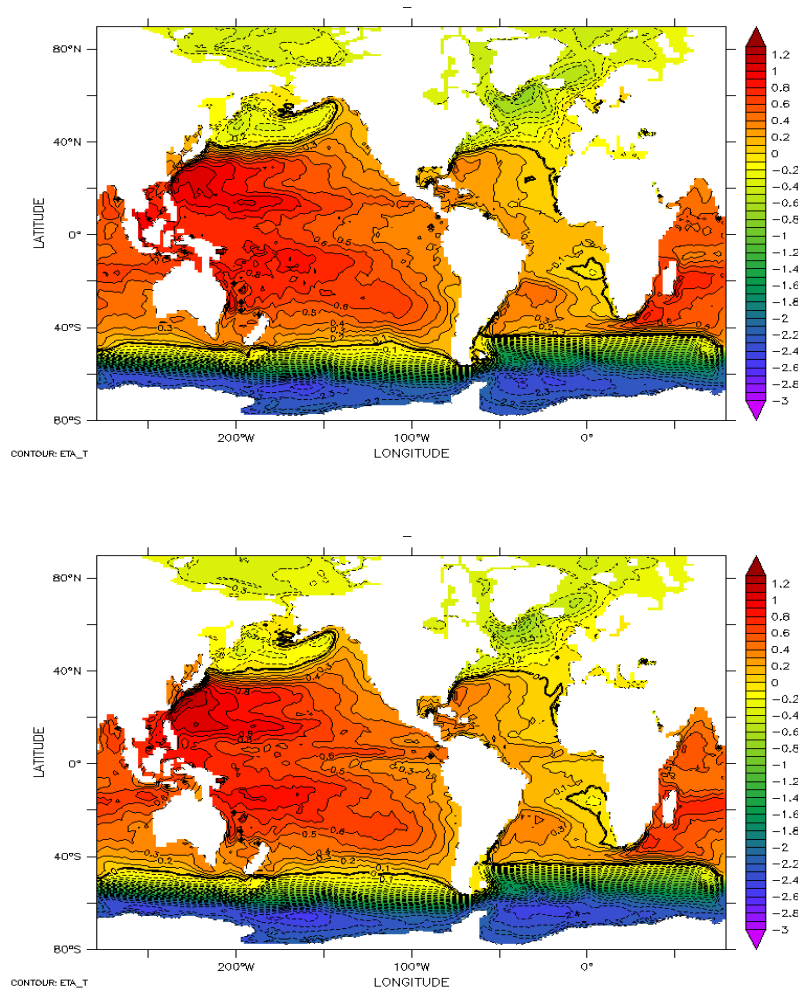 80°N
40°N
0°
40°S
80°S
LATITUDE
200°W
100°W
0°
LONGITUDE
CONTOUR: ETA_T
1.2
1
0.8
0.6
0.4
0.2
0
−0.2
−0.4
−0.6
−0.8
−1
−1.2
−1.4
−1.6
−1.8
−2
−2.2
−2.4
−2.6
−2.8
−3
80°N
40°N
0°
40°S
80°S
LATITUDE
200°W
100°W
0°
LONGITUDE
CONTOUR: ETA_T
1.2
1
0.8
0.6
0.4
0.2
0
−0.2
−0.4
−0.6
−0.8
−1
−1.2
−1.4
−1.6
−1.8
−2
−2.2
−2.4
−2.6
−2.8
−3